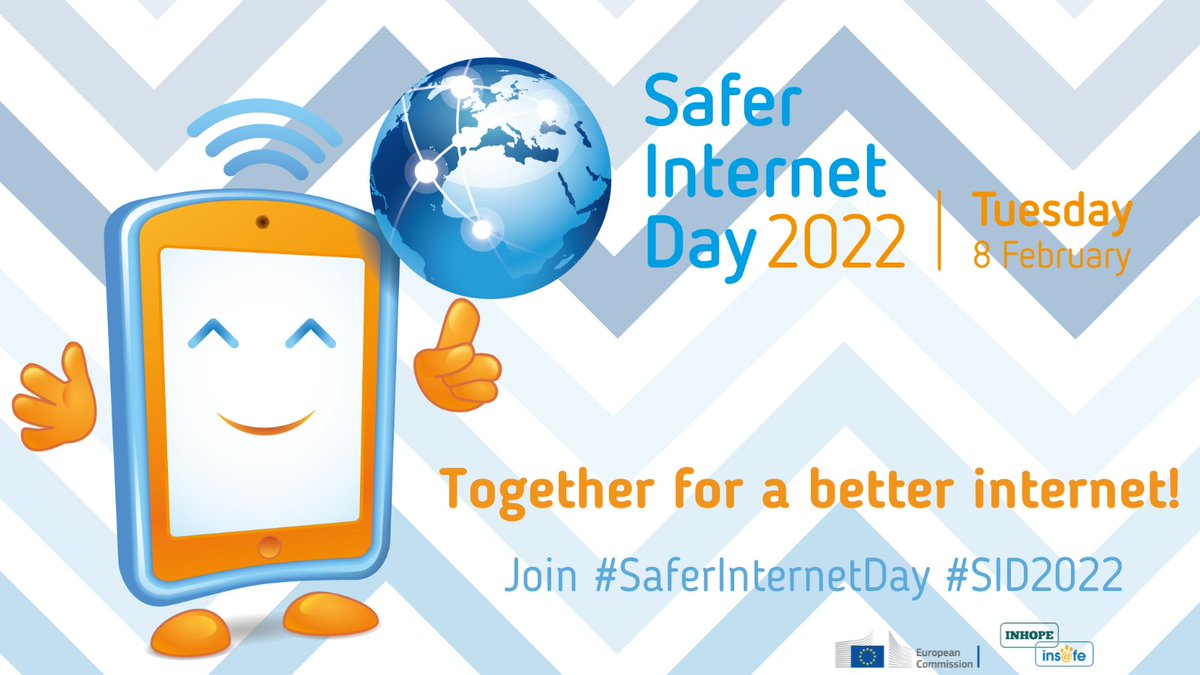 Safer
Internet
Day 2022
Tuesday
8 February
Together for a better internet!
Join #SaferInternetDay #SID2022
European
Commission
INHOPE
ins@fe